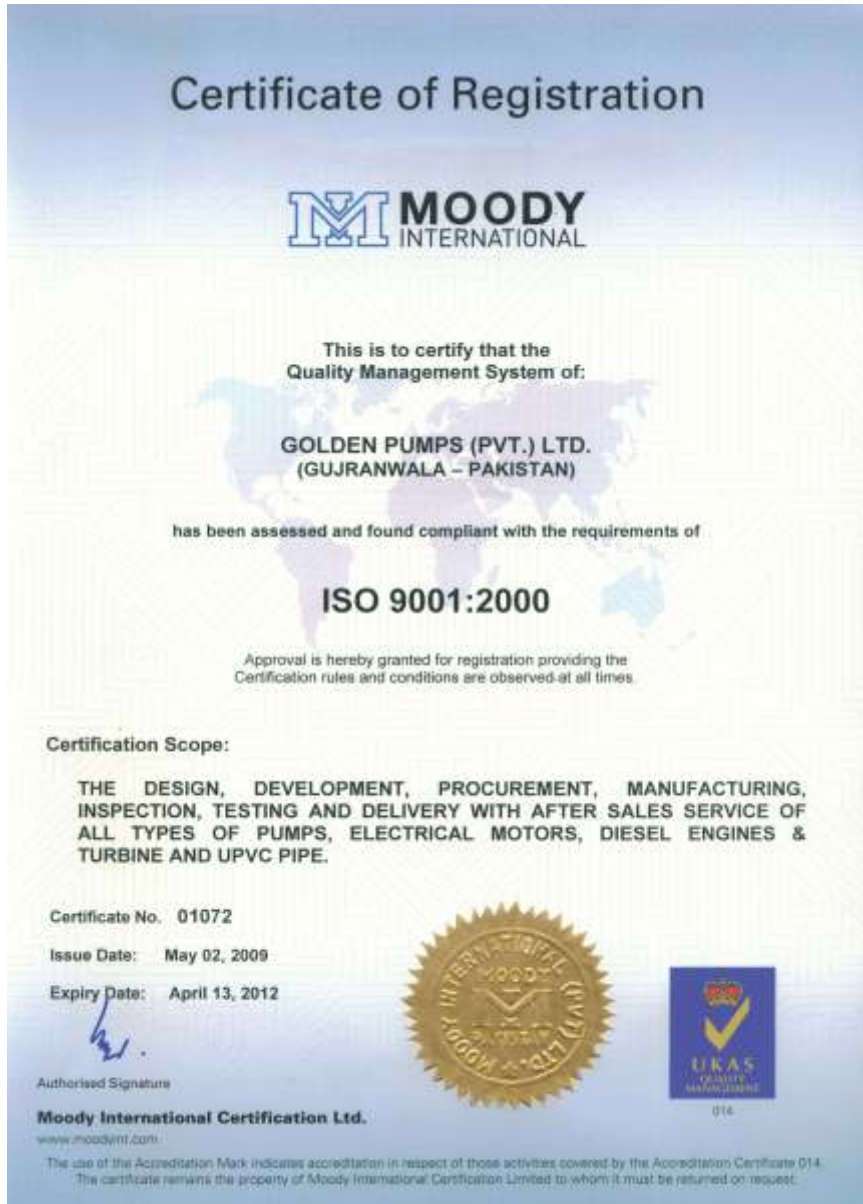 Certificate of Registration
MOODY
INTERNATIONAL
This is to certify that the
Quality Management System of:
GOLDEN PUMPS (PVT.) LTD.
(GUJRANWALA – PAKISTAN)
has been assessed and found compliant with the requirements of
ISO 9001:2000
Approval is hereby granted for registration providing the
Certification rules and conditions are observed at all times
Certification Scope:
THE DESIGN, DEVELOPMENT, PROCUREMENT, MANUFACTURING,
INSPECTION, TESTING AND DELIVERY WITH AFTER SALES SERVICE OF
ALL TYPES OF PUMPS, ELECTRICAL MOTORS, DIESEL ENGINES &
TURBINE AND UPVC PIPE.
Certificate No. 01072
Issue Date: May 02, 2009
Expiry Date: April 13, 2012
Authorised Signature
Moody International Certification Ltd.
www.moodyint.com
MOODY INTERNATIONAL (PVT) LTD.
MOODY
UKAS
QUALITY
MANAGEMENT
014
The use of the Accreditation Mark indicates accreditation in respect of those activities covered by the Accreditation Certificate 014.
The certificate remains the property of Moody International Certification Limited to whom it must be returned on request.